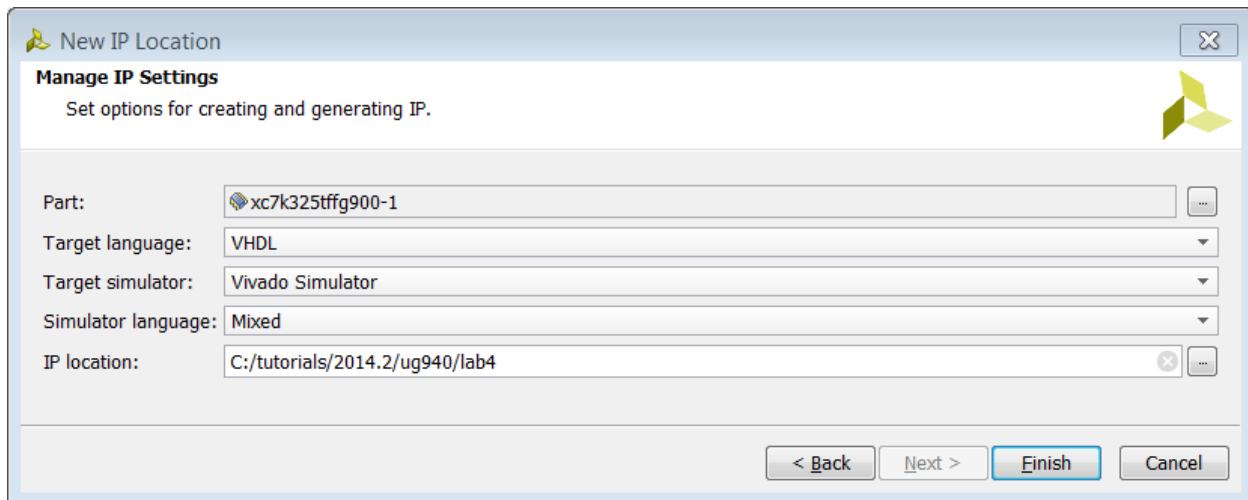 New IP Location
Manage IP Settings
Set options for creating and generating IP.
Part: xc7k325tffg900-1 ...
Target language: VHDL
Target simulator: Vivado Simulator
Simulator language: Mixed
IP location: C:/tutorials/2014.2/ug940/lab4 ...
< Back Next > Finish Cancel